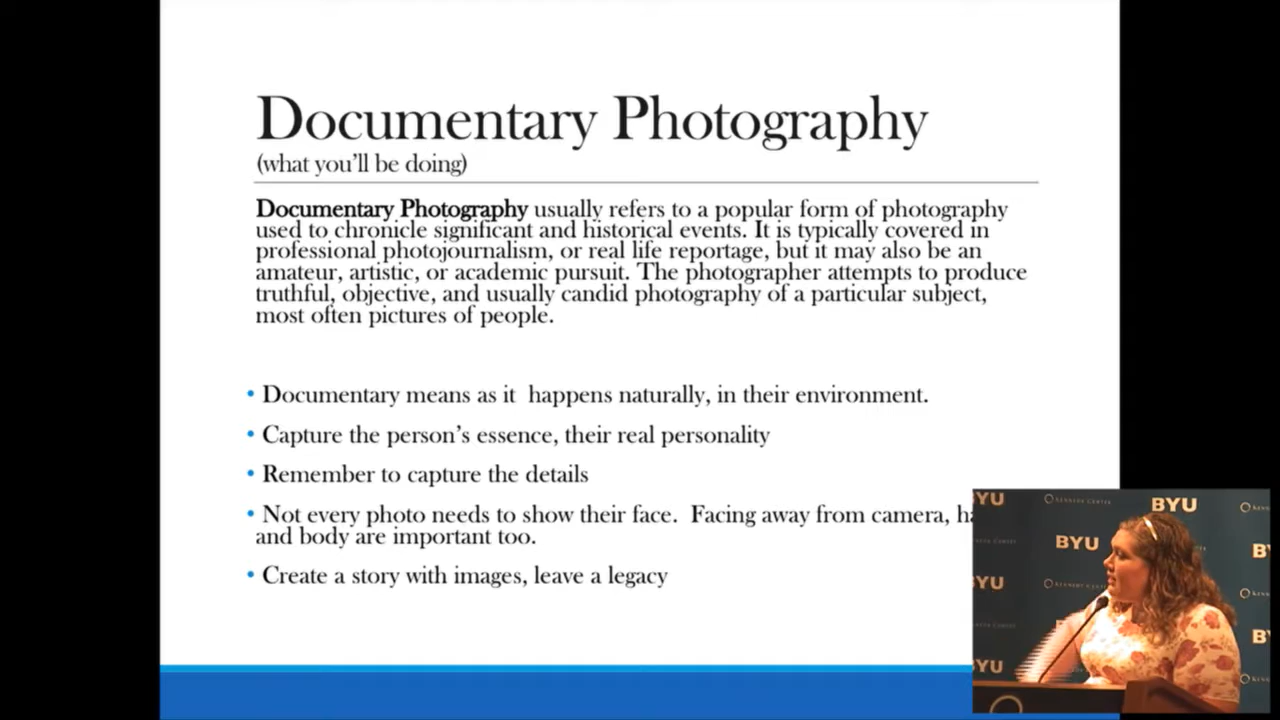 Documentary Photography
(what you'll be doing)
Documentary Photography usually refers to a popular form of photography
used to chronicle significant and historical events. It is typically covered in
professional photojournalism, or real life reportage, but it may also be an
amateur, artistic, or academic pursuit. The photographer attempts to produce
truthful, objective, and usually candid photography of a particular subject,
most often pictures of people.
• Documentary means as it  happens naturally, in their environment.
• Capture the person's essence, their real personality
• Remember to capture the details
• Not every photo needs to show their face.  Facing away from camera,
and body are important too.
• Create a story with images, leave a legacy
BYU
KENNEDY CENTER
BYU
BYU
BYU
KENNEDY CENTER
BYU